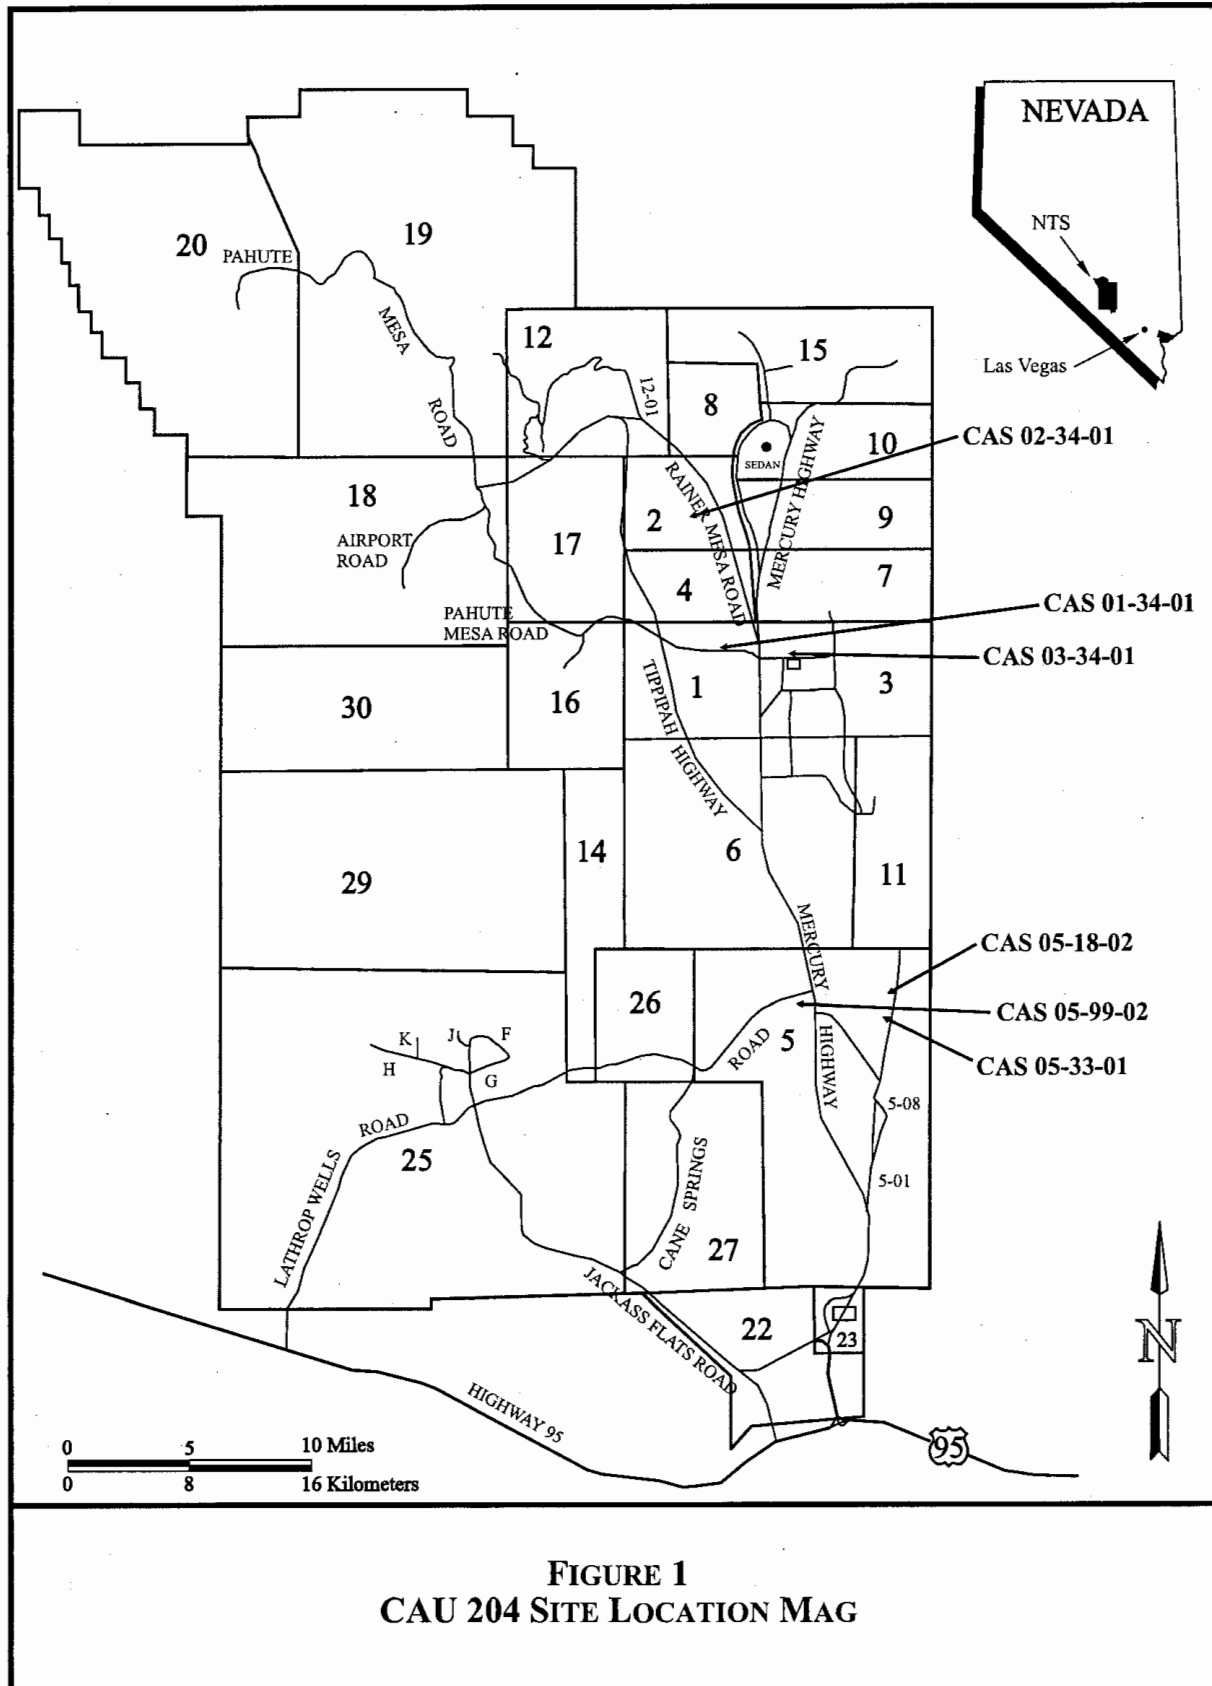 NEVADA
NTS
Las Vegas
20
19
PAHUTE
MESA
ROAD
12
15
12-01
8
10
SEDAN
CAS 02-34-01
18
RAINER MESA ROAD
MERCURY HIGHWAY
2
9
AIRPORT
ROAD
17
7
4
CAS 01-34-01
PAHUTE
MESA ROAD
CAS 03-34-01
TIPPIPAH HIGHWAY
1
3
16
30
14
6
29
11
MERCURY
HIGHWAY
CAS 05-18-02
26
CAS 05-99-02
5
ROAD
K
J
F
H
G
CAS 05-33-01
5-08
ROAD
25
5-01
LATHROP WELLS
CANE SPRINGS
27
JACKASS FLATS ROAD
22
23
N
HIGHWAY 95
95
0 5 10 Miles
0 8 16 Kilometers
FIGURE 1
CAU 204 SITE LOCATION MAG